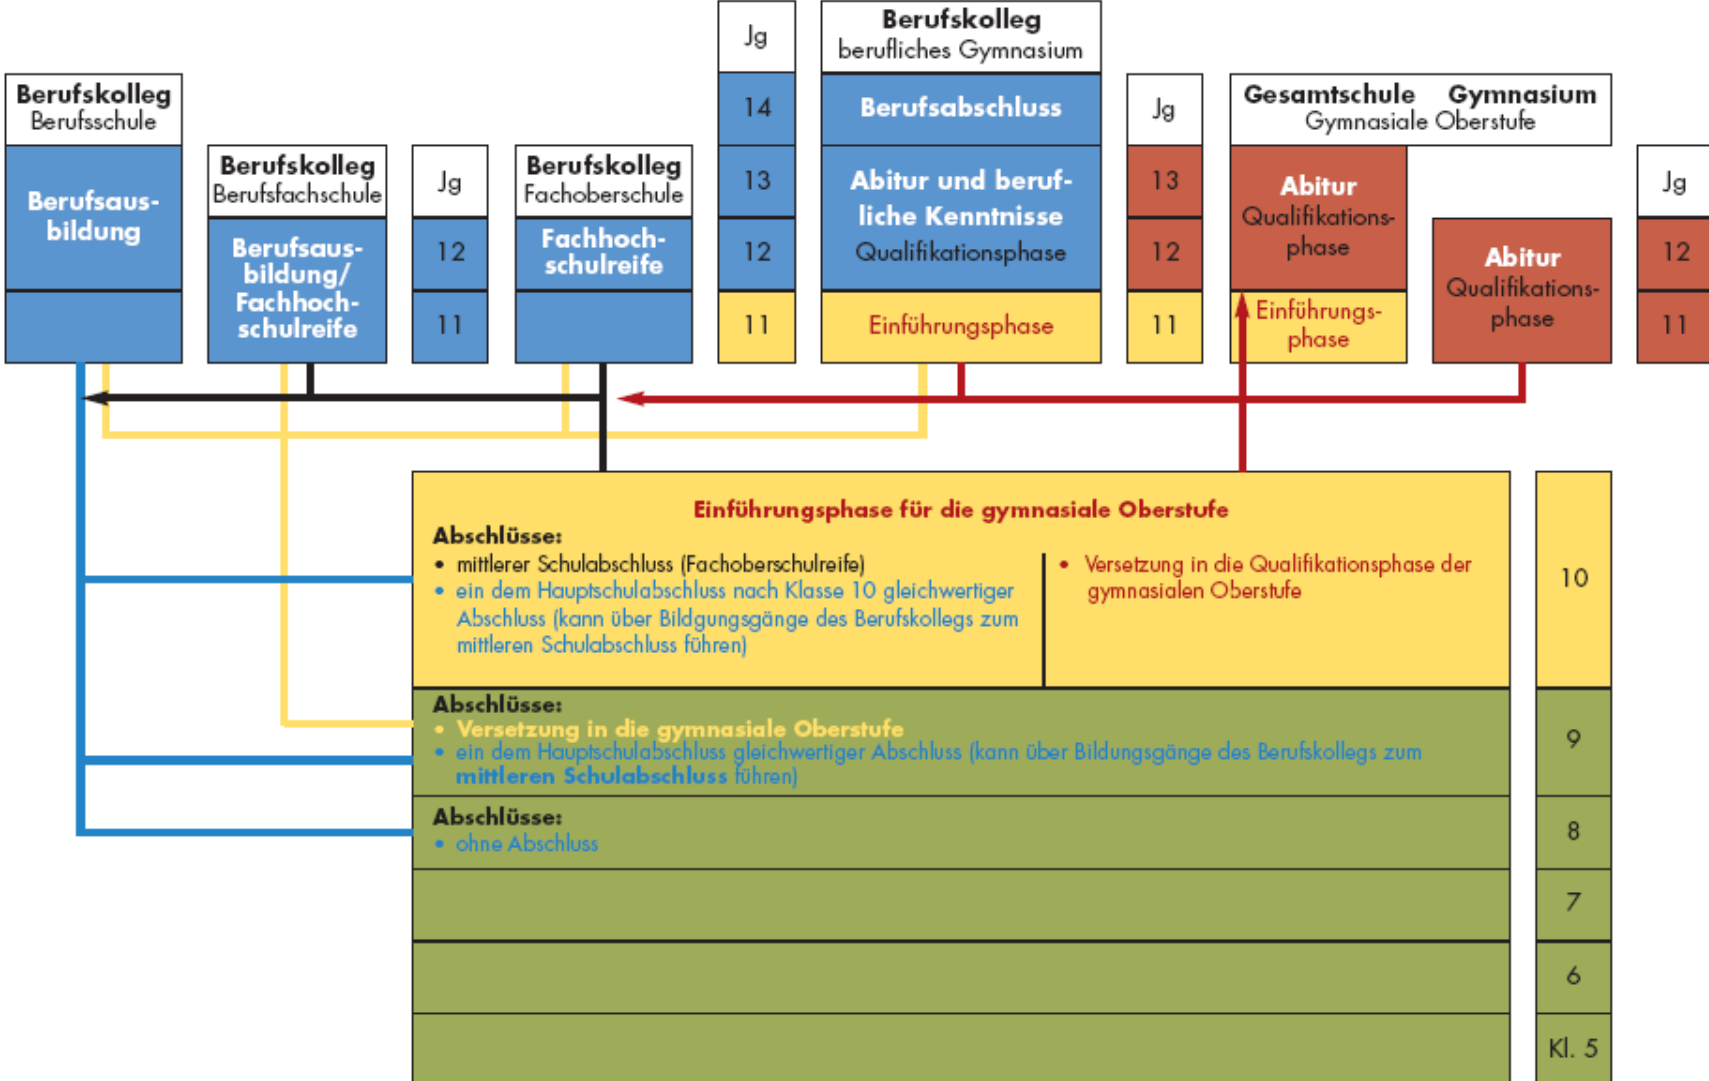 Berufskolleg
Berufsschule
Berufsaus-
bildung
Berufskolleg
Berufsfachschule
Berufsaus-
bildung/
Fachhoch-
schulreife
Jg
12
11
Berufskolleg
Fachoberschule
Fachhoch-
schulreife
Jg
14
13
12
11
Berufskolleg
berufliches Gymnasium
Berufsabschluss
Abitur und beruf-
liche Kenntnisse
Qualifikationsphase
Einführungsphase
Jg
13
12
11
Gesamtschule Gymnasium
Gymnasiale Oberstufe
Abitur
Qualifikations-
phase
Einführungs-
phase
Abitur
Qualifikations-
phase
Jg
12
11
Einführungsphase für die gymnasiale Oberstufe
Abschlüsse:
• mittlerer Schulabschluss (Fachoberschulreife)
• ein dem Hauptschulabschluss nach Klasse 10 gleichwertiger
Abschluss (kann über Bildgungsgänge des Berufskollegs zum
mittleren Schulabschluss führen)
• Versetzung in die Qualifikationsphase der
gymnasialen Oberstufe
10
Abschlüsse:
• Versetzung in die gymnasiale Oberstufe
• ein dem Hauptschulabschluss gleichwertiger Abschluss (kann über Bildungsgänge des Berufskollegs zum
mittleren Schulabschluss führen)
9
Abschlüsse:
• ohne Abschluss
8
7
6
Kl. 5